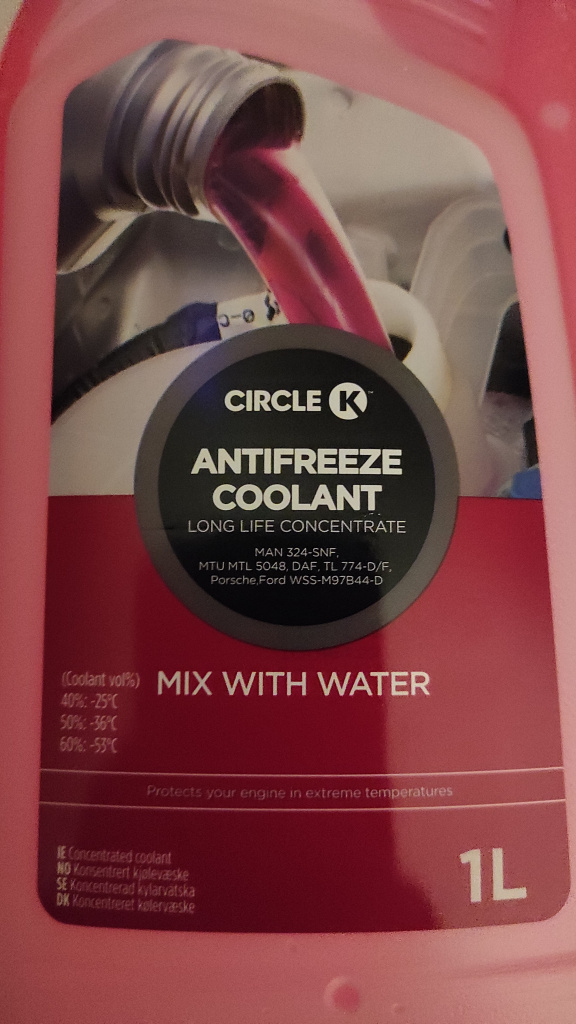 CIRCLE K™
ANTIFREEZE
COOLANT
LONG LIFE CONCENTRATE
MAN 324-SNF,
MTU MTL 5048, DAF, TL 774-D/F,
Porsche,Ford WSS-M97B44-D
MIX WITH WATER
(Coolant vol%)
40%: -25°C
50%: -36°C
60%: -53°C
Protects your engine in extreme temperatures
IE Concentrated coolant
NO Konsentrert kjølevæske
SE Koncentrerad kylarvätska
DK Koncentreret kølervæske
1L